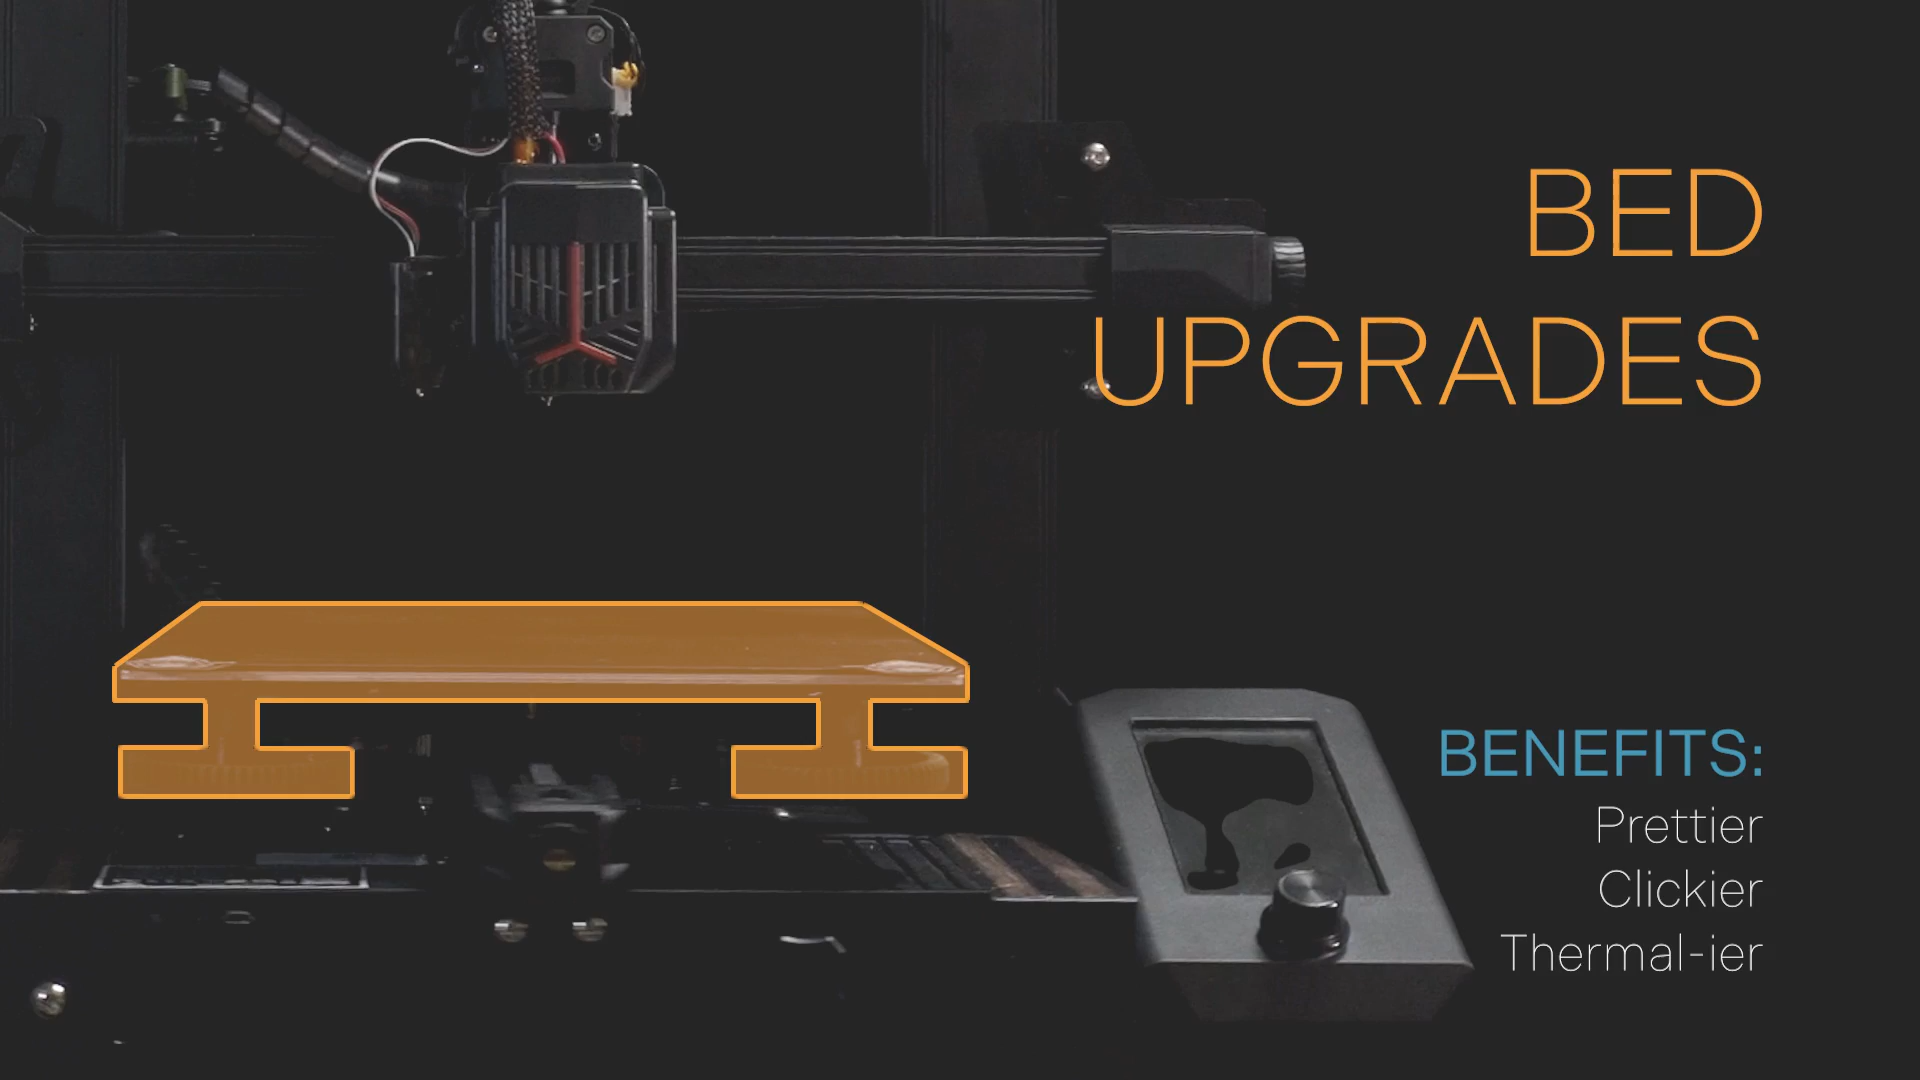 BED
UPGRADES
BENEFITS:
Prettier
Clickier
Thermal-ier